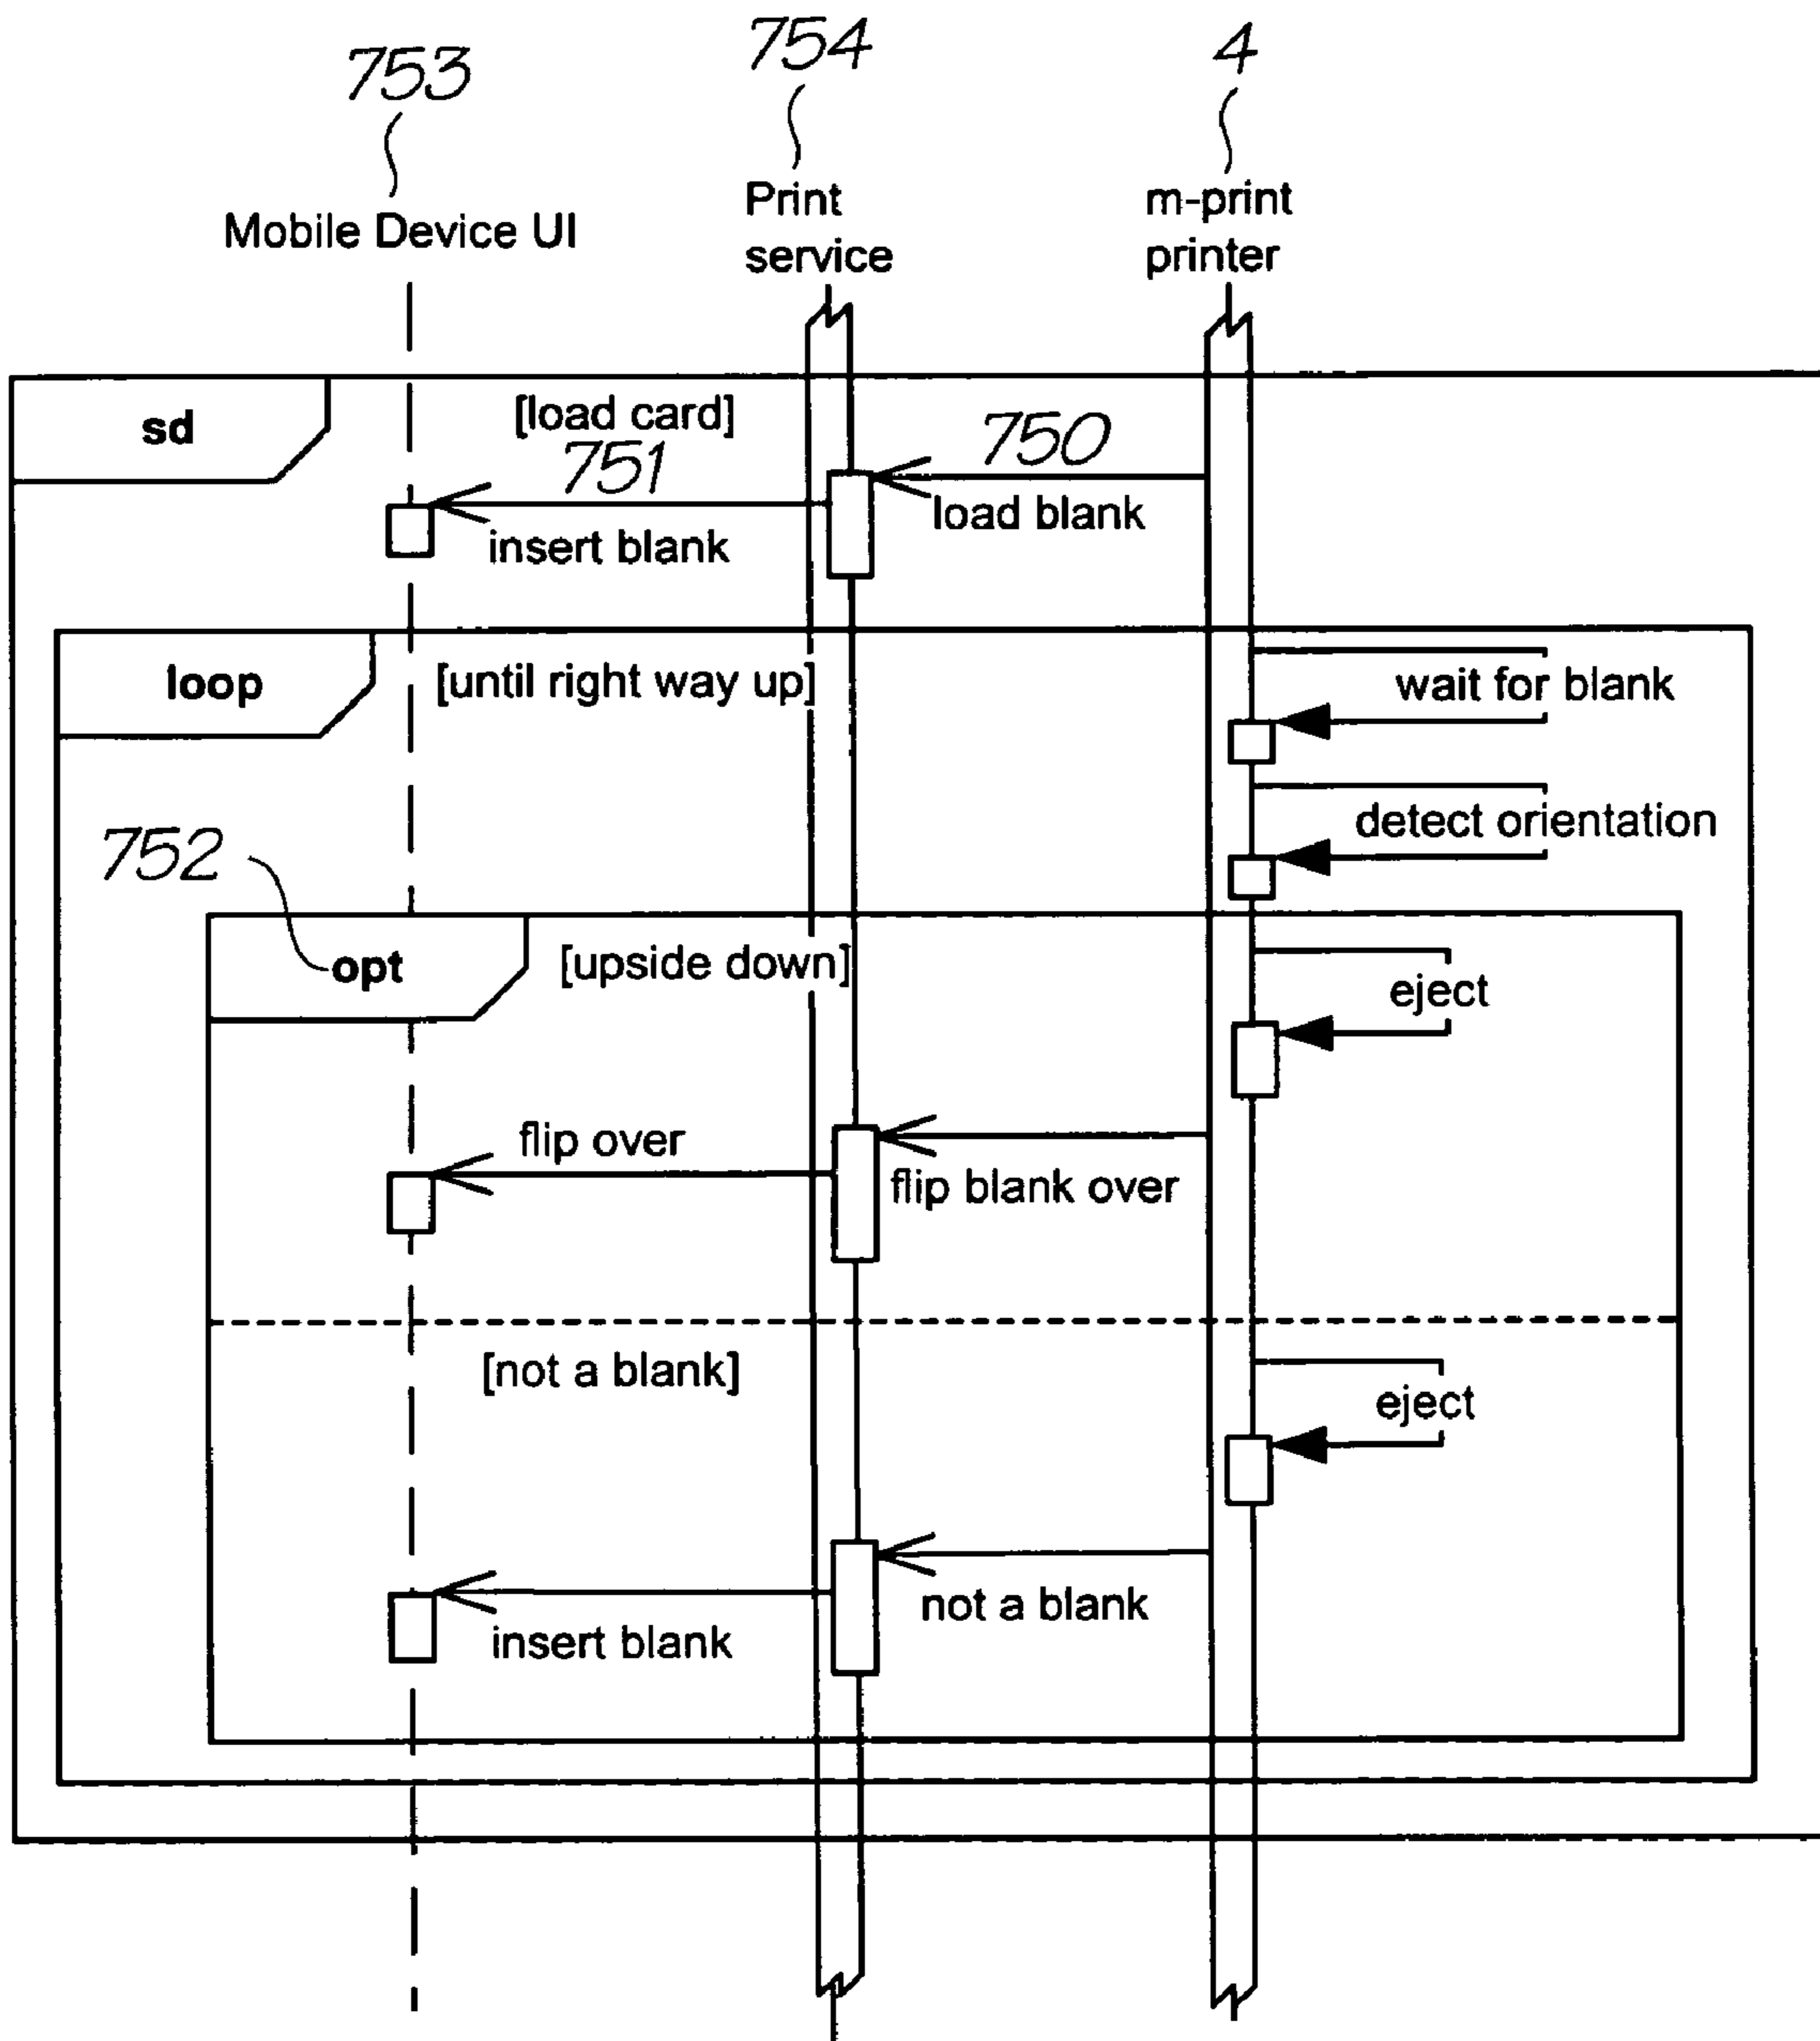 753
754
4
Mobile Device UI
Print
service
m-print
printer
sd
[load card]
751
750
insert blank
load blank
loop
[until right way up]
wait for blank
detect orientation
752
opt
[upside down]
eject
flip over
flip blank over
[not a blank]
eject
insert blank
not a blank